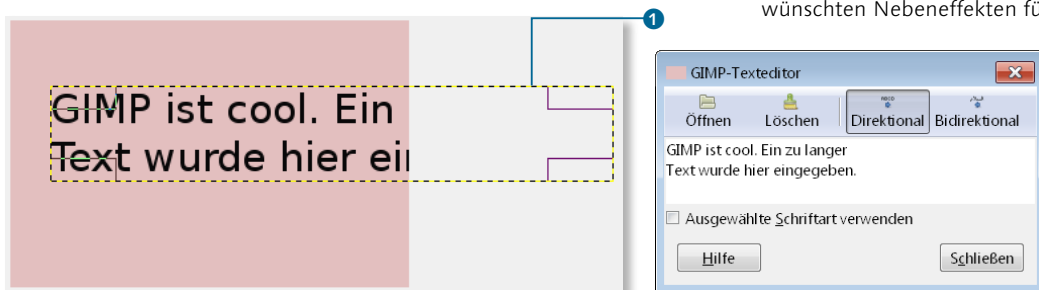 wünschten Nebeneffekten fü
1
GIMP ist cool. Ein
Text wurde hier ein
GIMP-Texteditor
Öffnen Löschen Direktional Bidirektional
GIMP ist cool. Ein zu langer
Text wurde hier eingegeben.
Ausgewählte Schriftart verwenden
Hilfe Schließen